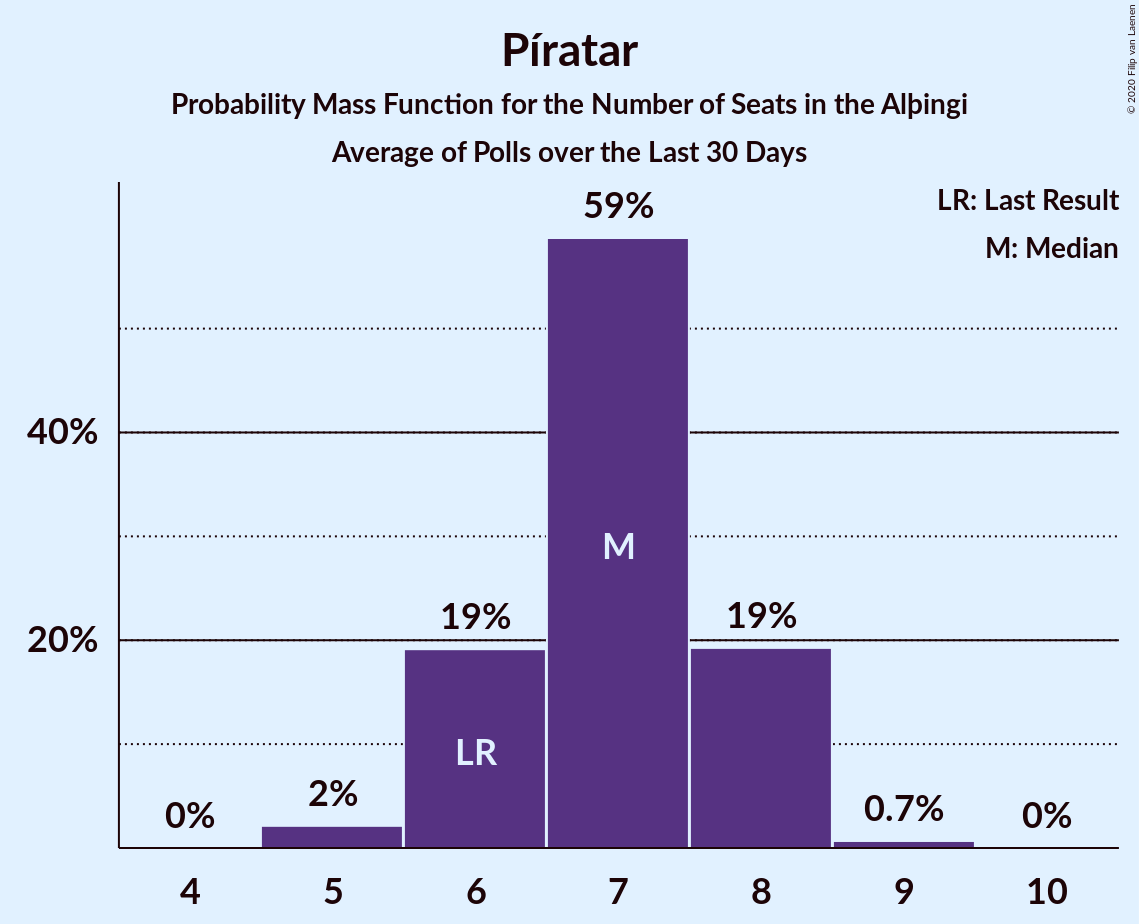 Píratar
Probability Mass Function for the Number of Seats in the Alþingi
Average of Polls over the Last 30 Days
© 2020 Filip van Laenen
LR: Last Result
M: Median
59%
40%
M
19%
19%
20%
LR
0%
2%
0.7%
0%
4 5 6 7 8 9 10